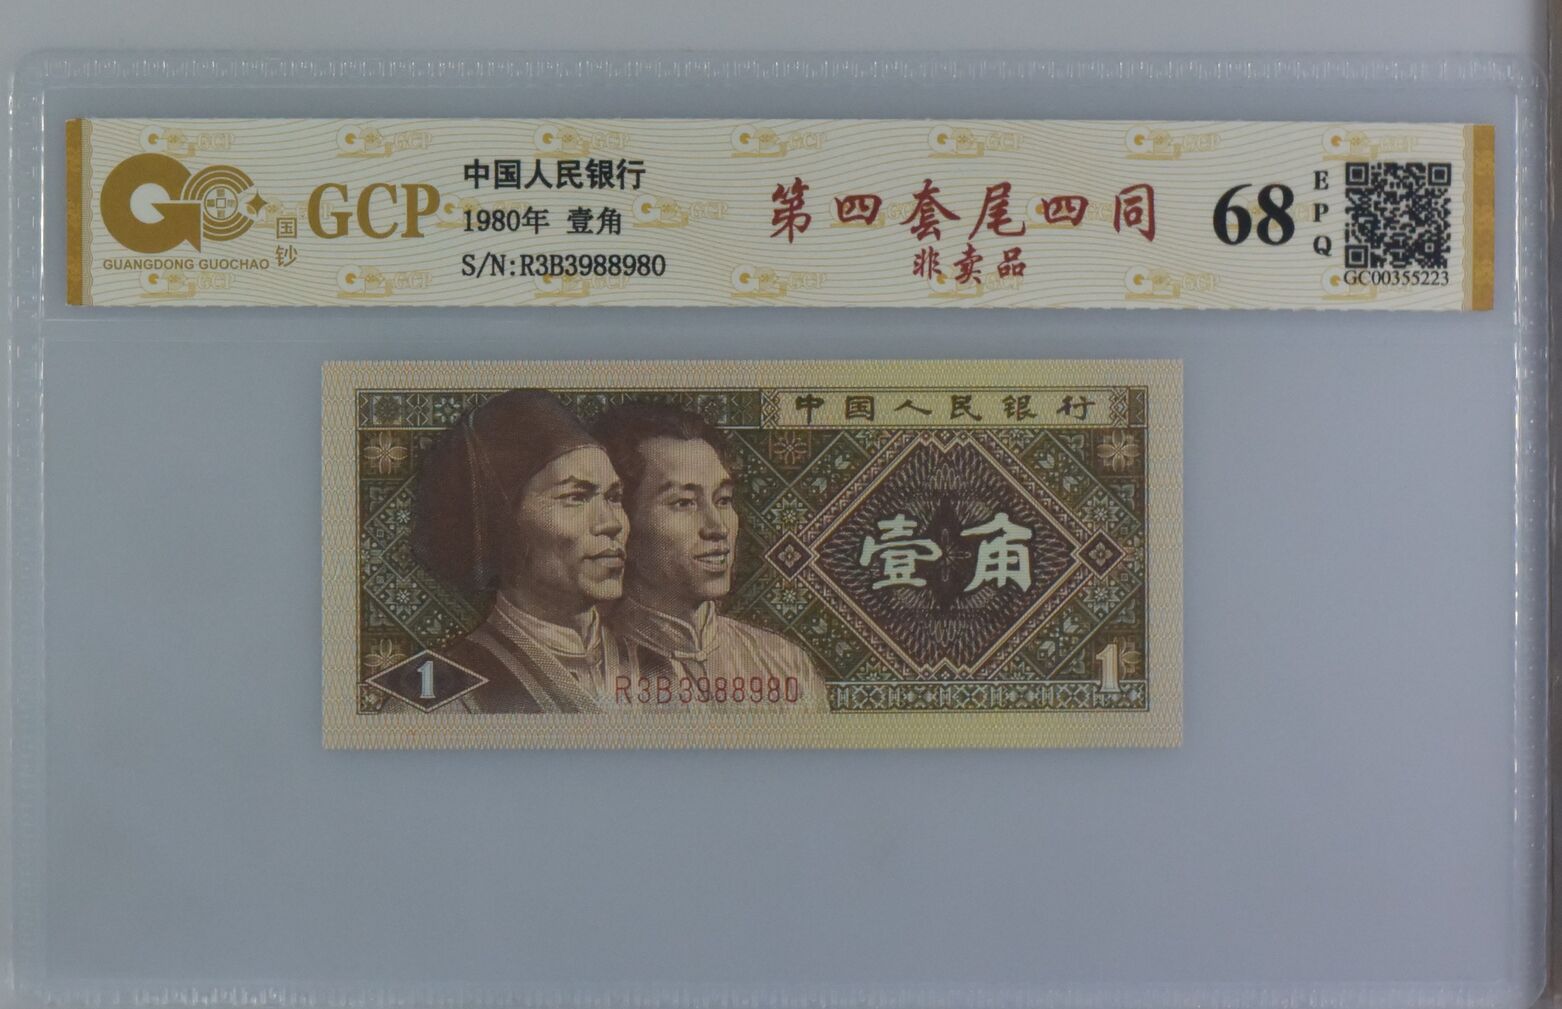 GC
国钞
GUANGDONG GUOCHAO
GCP
中国人民银行
1980年 壹角
S/N:R3B3988980
第四套尾四同
非卖品
68
EPQ
GC00355223
中国人民银行
壹角
1
R3B3988980
1